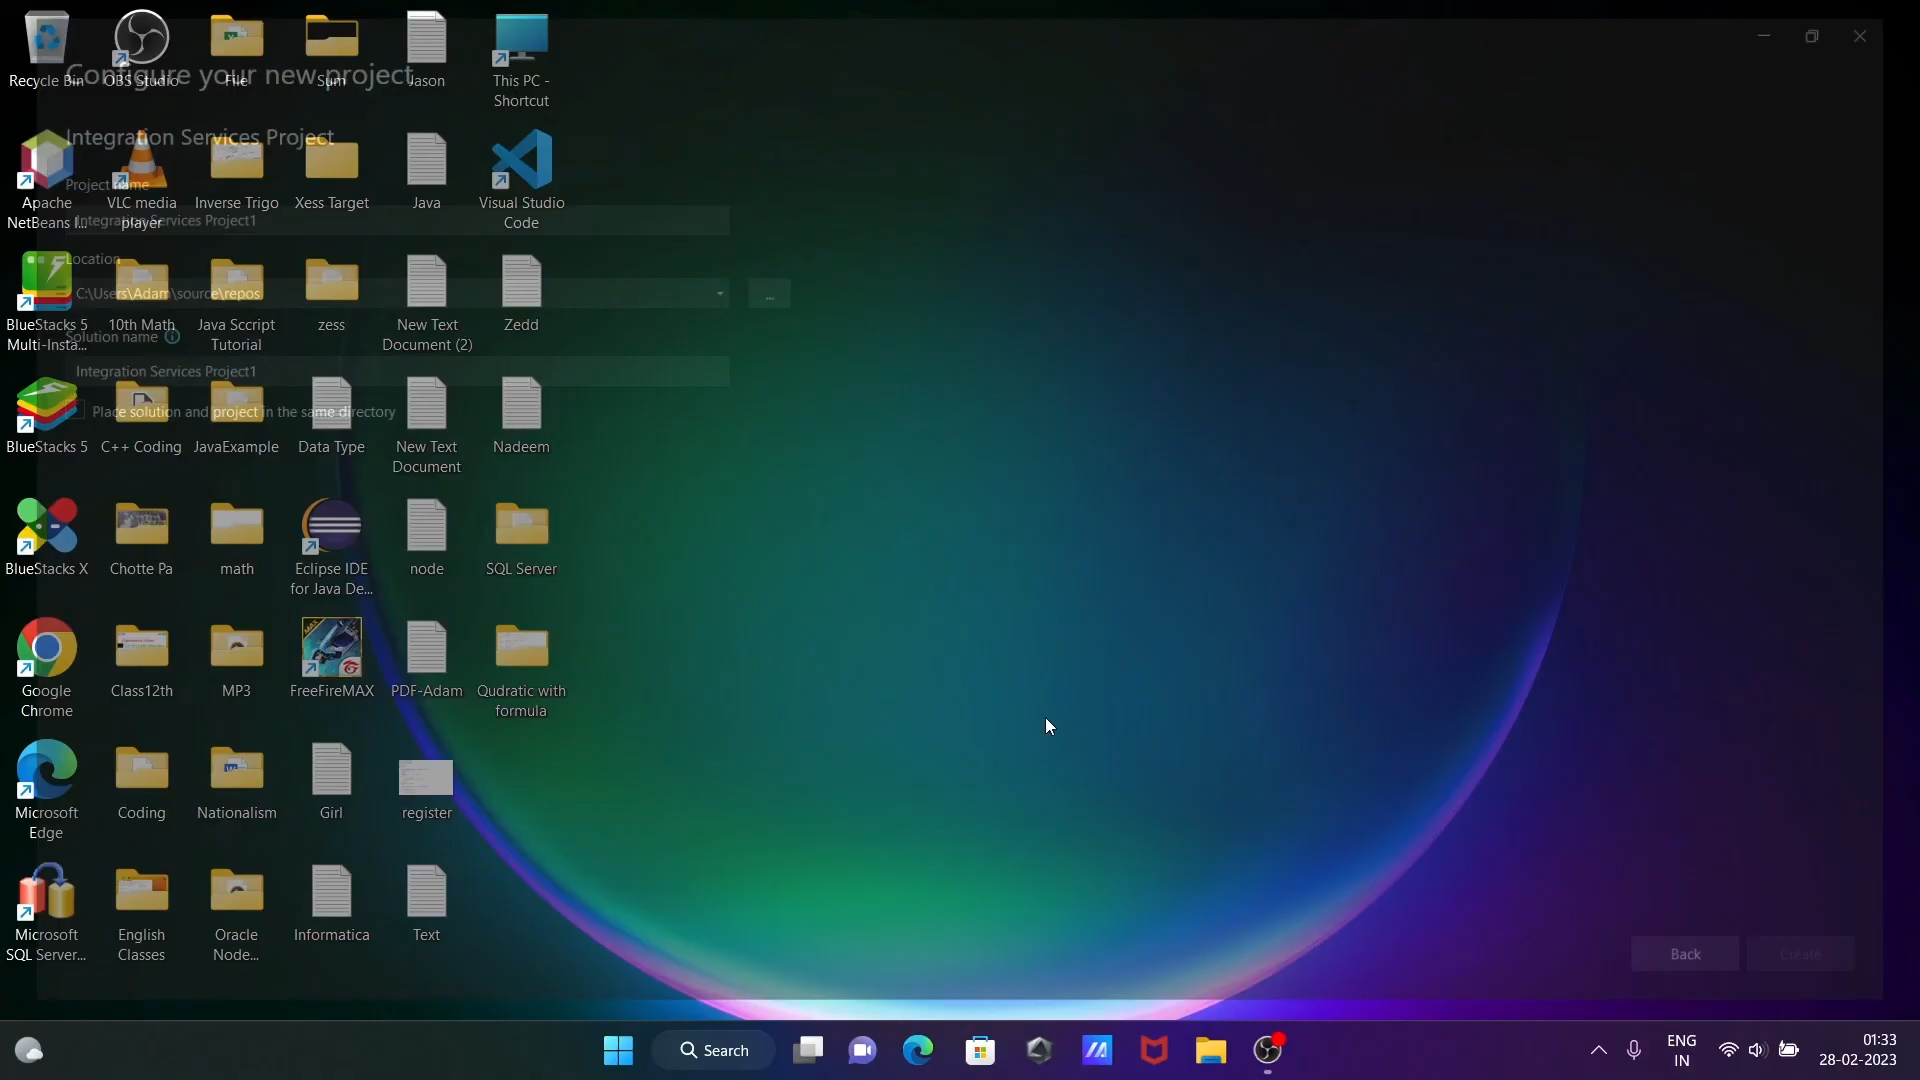 Configure your new project
Integration Services Project
Project name
Integration Services Project1
Location
C:\Users\Adam\source\repos
...
Solution name
Integration Services Project1
Place solution and project in the same directory
Back
Create
Recycle Bin
OBS Studio
File
Sum
Jason
This PC -
Shortcut
Apache
NetBeans I...
VLC media
player
Inverse Trigo
Xess Target
Java
Visual Studio
Code
BlueStacks 5
Multi-Insta...
10th Math
Java Sccript
Tutorial
zess
New Text
Document (2)
Zedd
BlueStacks 5
C++ Coding
JavaExample
Data Type
New Text
Document
Nadeem
BlueStacks X
Chotte Pa
math
Eclipse IDE
for Java De...
node
SQL Server
Google
Chrome
Class12th
MP3
FreeFireMAX
PDF-Adam
Qudratic with
formula
Microsoft
Edge
Coding
Nationalism
Girl
register
Microsoft
SQL Server...
English
Classes
Oracle
Node...
Informatica
Text
Search
ENG
IN
01:33
28-02-2023